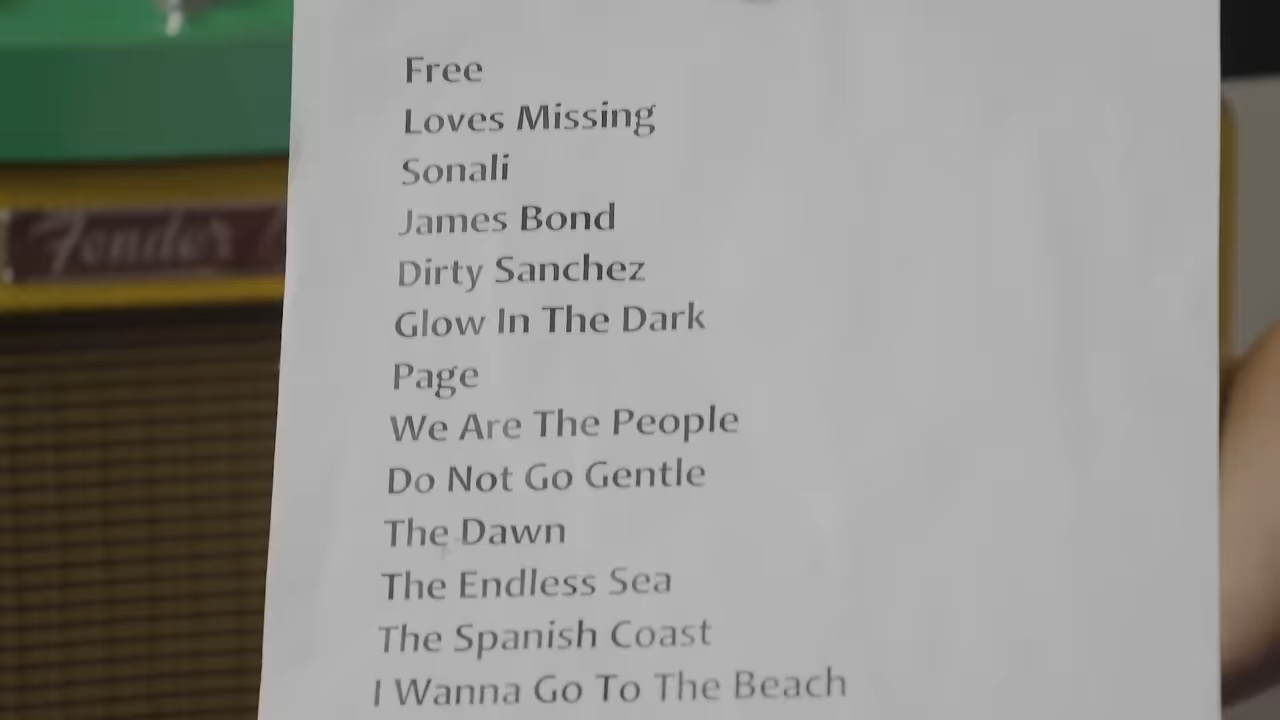 Free
Loves Missing
Sonali
James Bond
Dirty Sanchez
Fender
Glow In The Dark
Page
We Are The People
Do Not Go Gentle
The Dawn
The Endless Sea
The Spanish Coast
I Wanna Go To The Beach